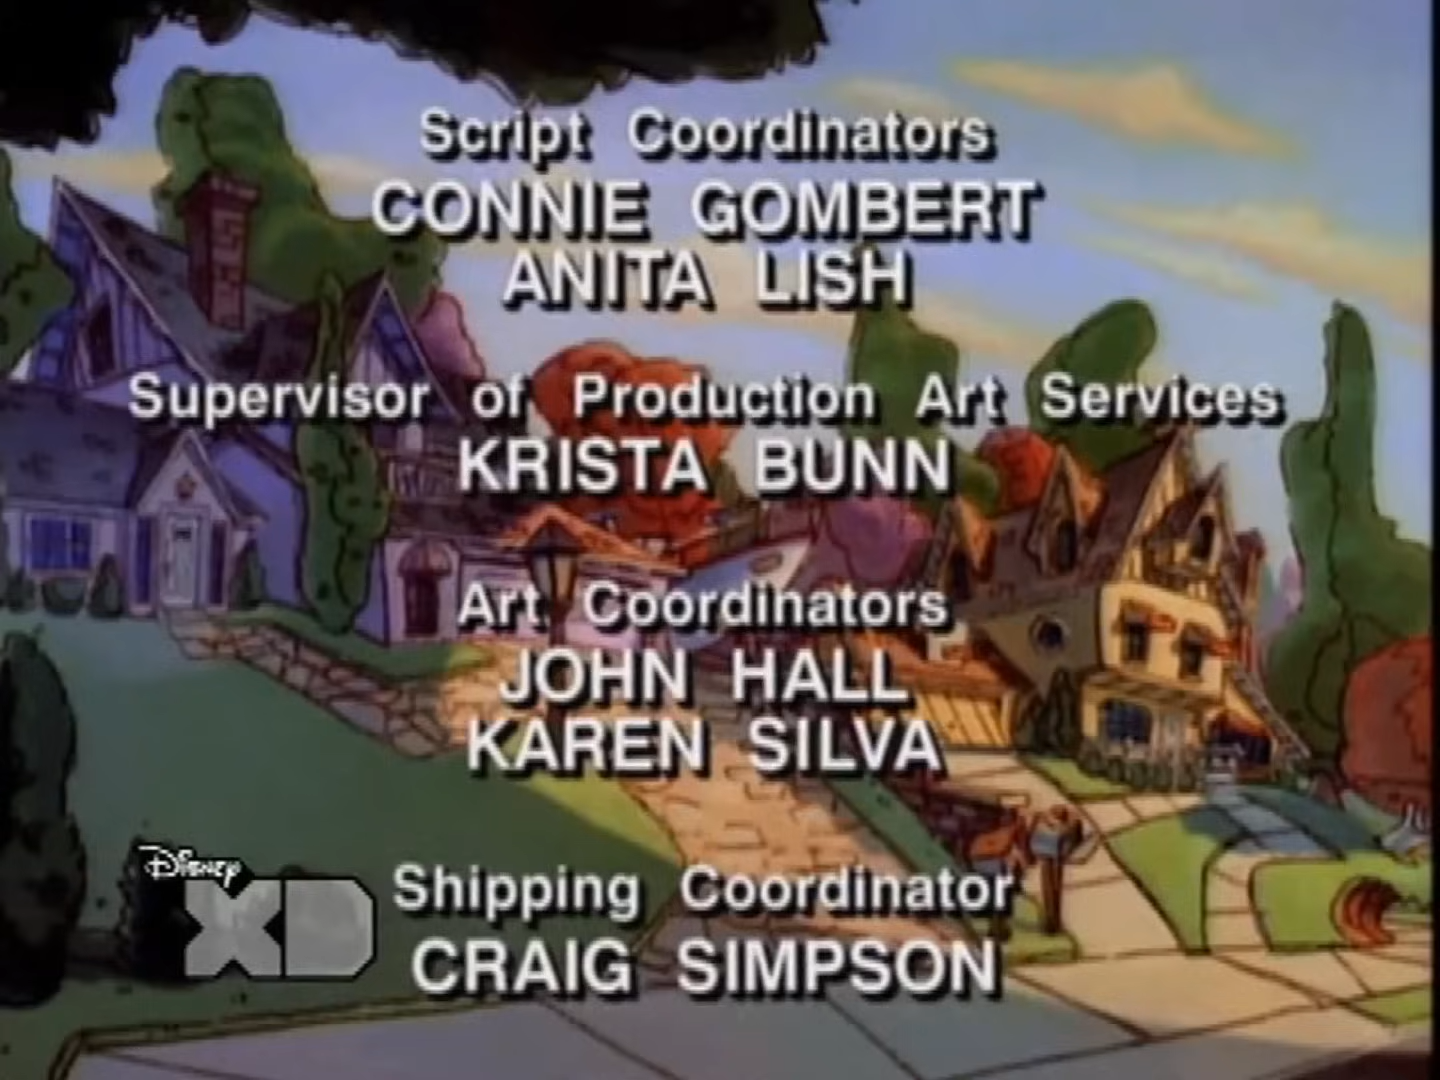 Script Coordinators
CONNIE GOMBERT
ANITA LISH
Supervisor of Production Art Services
KRISTA BUNN
Art Coordinators
JOHN HALL
KAREN SILVA
Shipping Coordinator
CRAIG SIMPSON
Disney
XD